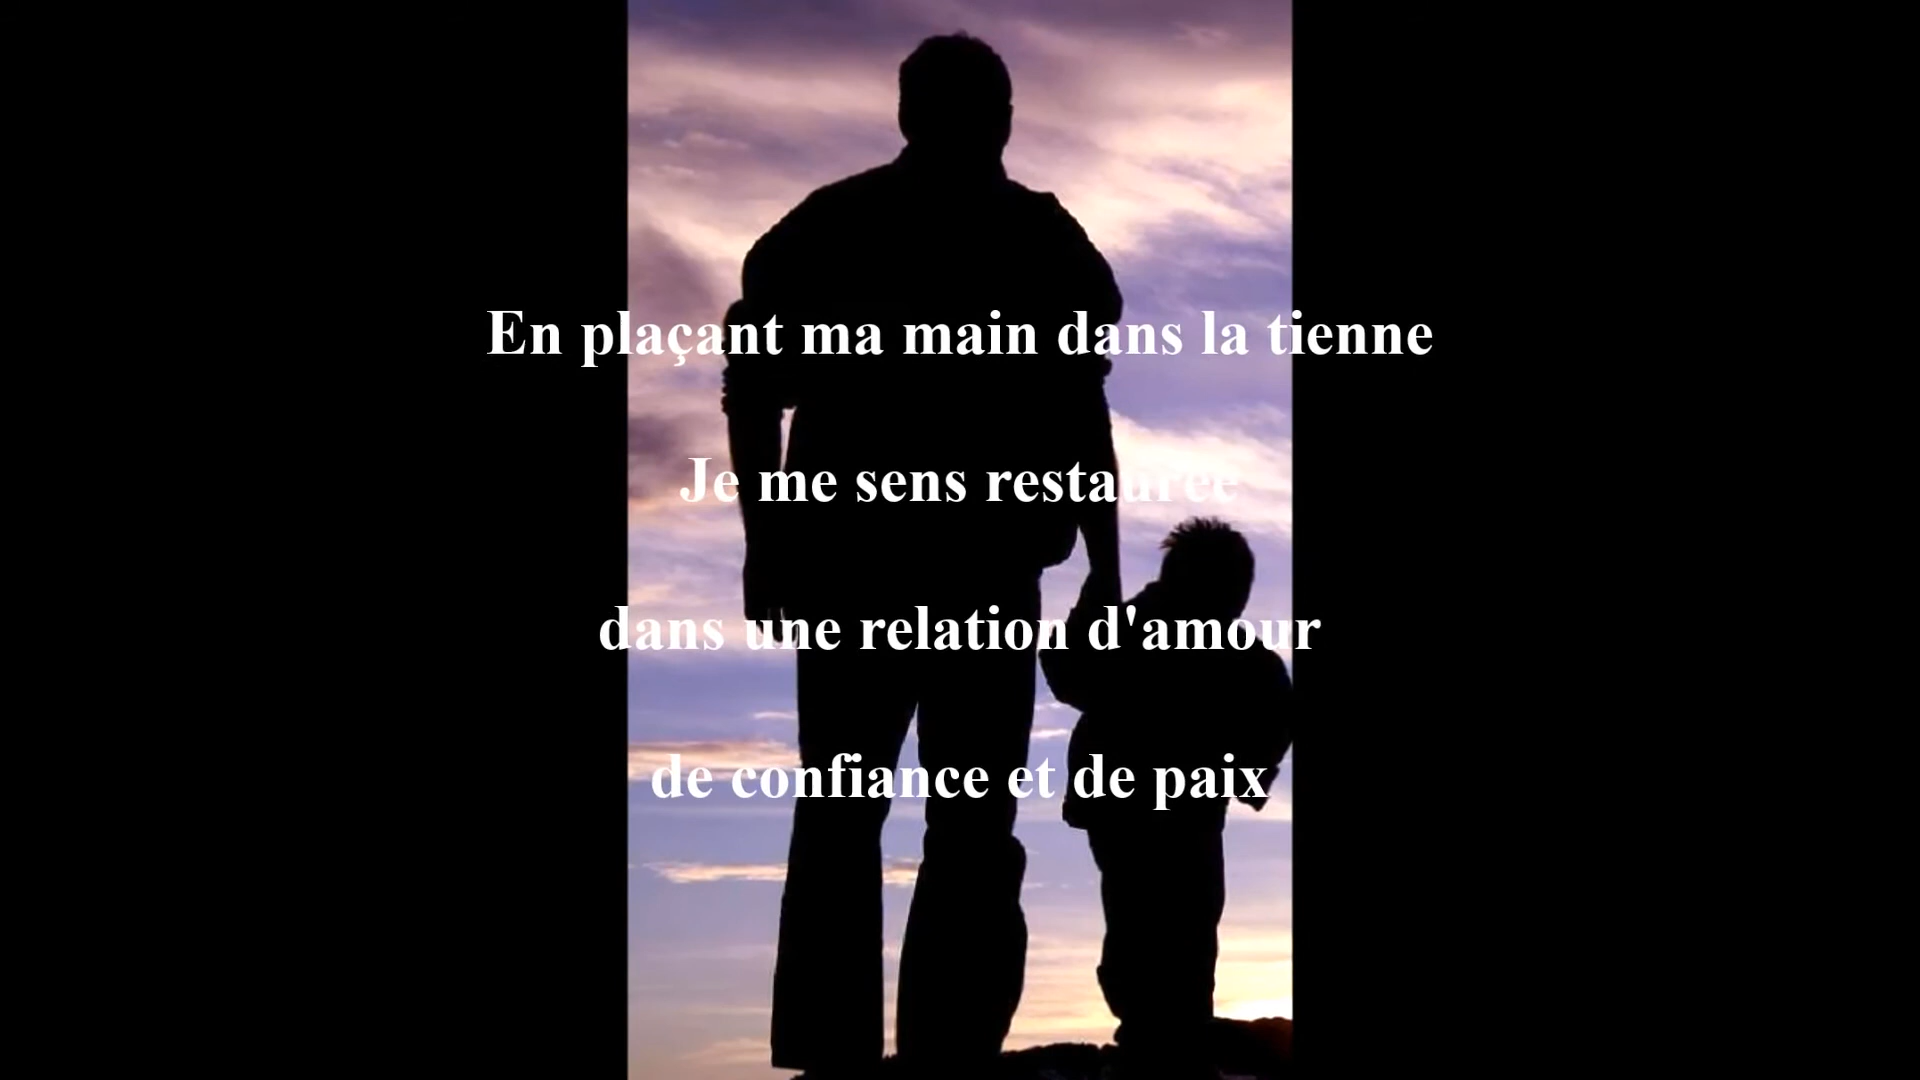 En plaçant ma main dans la tienne
Je me sens restaurée
dans une relation d'amour
de confiance et de paix